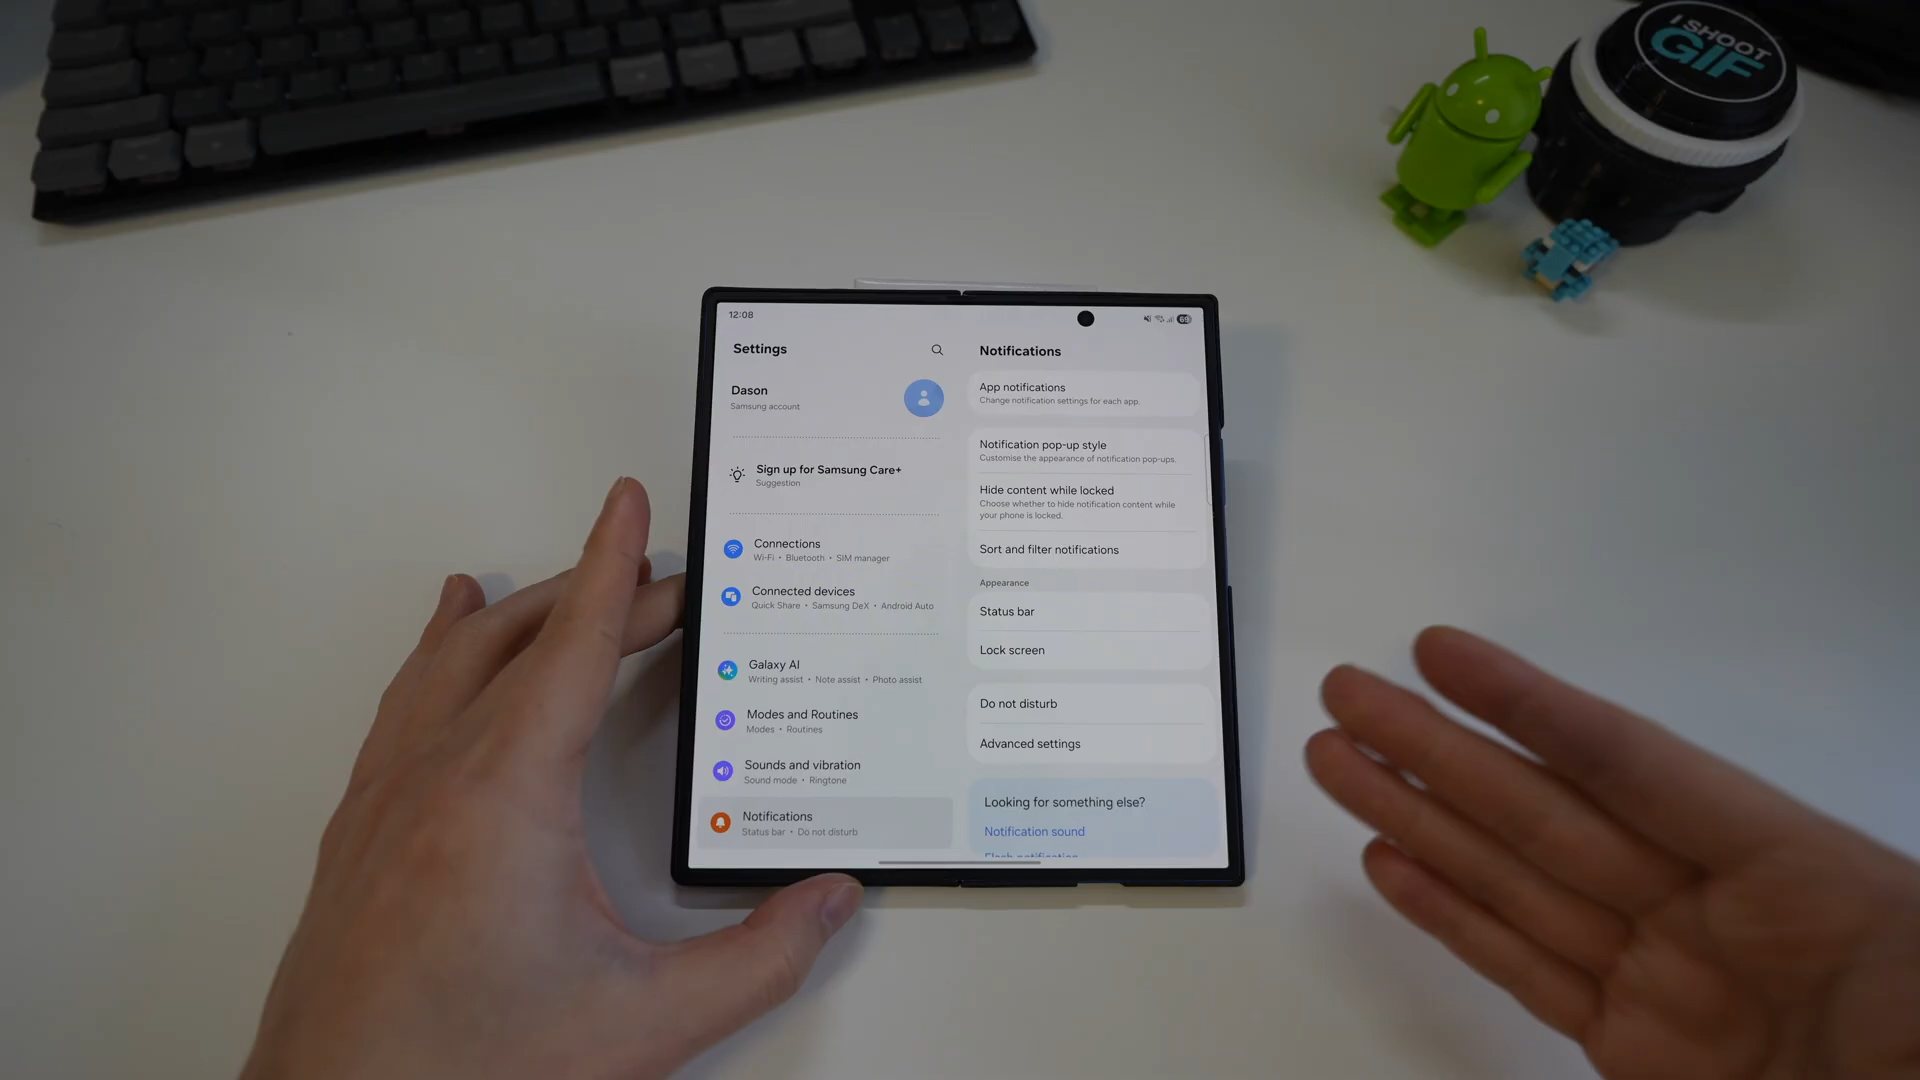 I SHOOT
GIF
12:08
69
Settings
Dason
Samsung account
Sign up for Samsung Care+
Suggestion
Connections
Wi-Fi • Bluetooth • SIM manager
Connected devices
Quick Share • Samsung DeX • Android Auto
Galaxy AI
Writing assist • Note assist • Photo assist
Modes and Routines
Modes • Routines
Sounds and vibration
Sound mode • Ringtone
Notifications
Status bar • Do not disturb
Notifications
App notifications
Change notification settings for each app.
Notification pop-up style
Customise the appearance of notification pop-ups.
Hide content while locked
Choose whether to hide notification content while
your phone is locked.
Sort and filter notifications
Appearance
Status bar
Lock screen
Do not disturb
Advanced settings
Looking for something else?
Notification sound
Flash notification